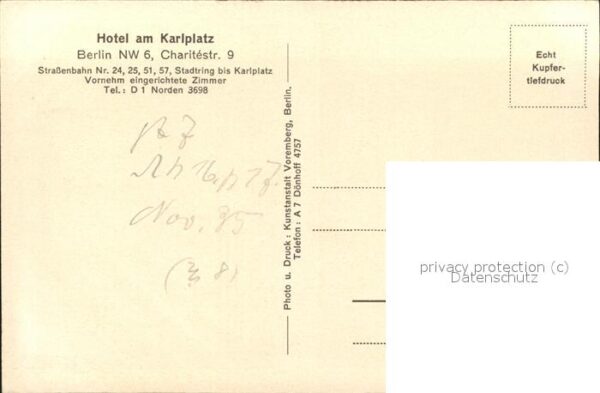 Hotel am Karlplatz
Berlin NW 6, Charitéstr. 9
Straßenbahn Nr. 24, 25, 51, 57, Stadtring bis Karlplatz
Vornehm eingerichtete Zimmer
Tel.: D 1 Norden 3698
Nov. 35
Photo u. Druck: Kunstanstalt Voremberg, Berlin.
Telefon: A 7 Dönhoff 4757
Echt
Kupfer-
tiefdruck
privacy protection (c)
Datenschutz